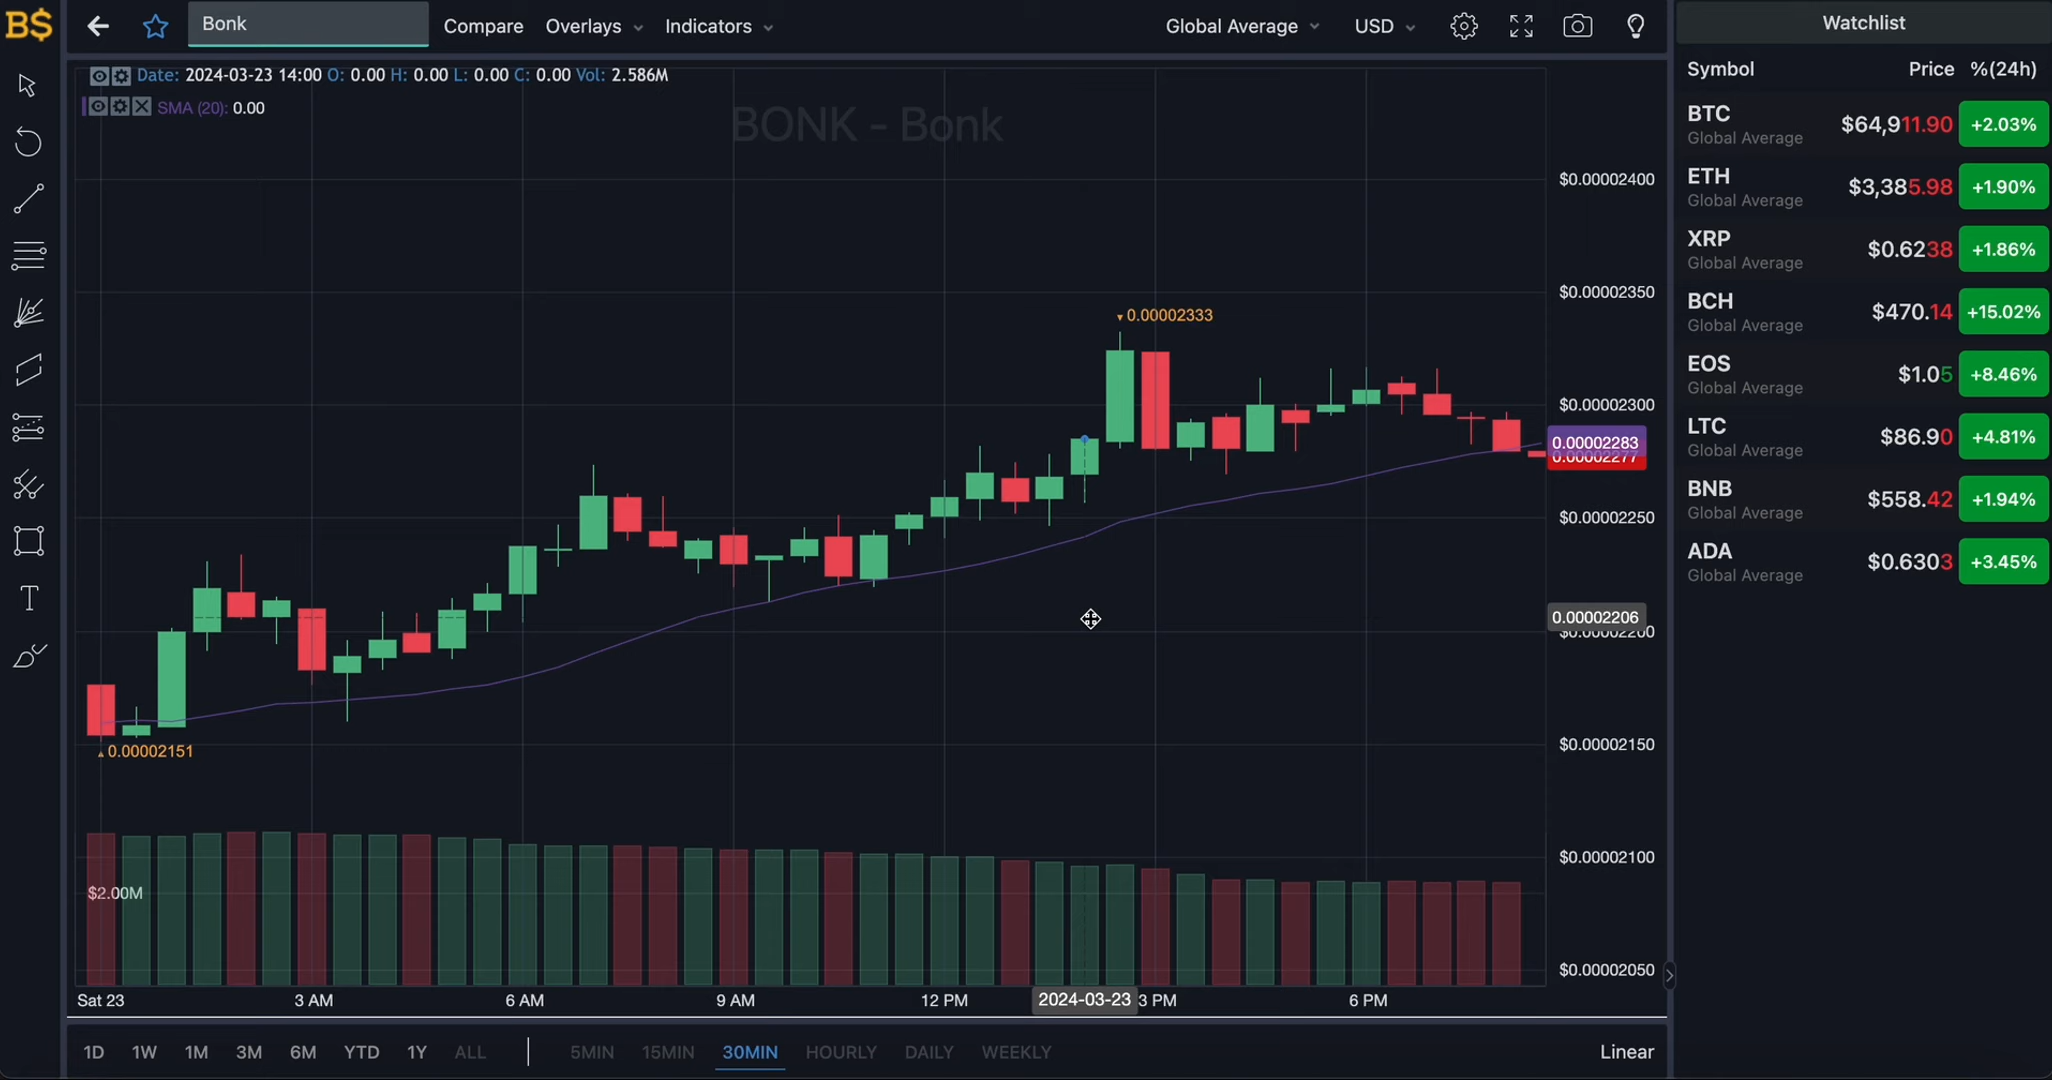 B$
Bonk
Compare
Overlays
Indicators
Global Average
USD
Watchlist
Date: 2024-03-23 14:00 O: 0.00 H: 0.00 L: 0.00 C: 0.00 Vol: 2.586M
SMA (20): 0.00
BONK - Bonk
Symbol Price %(24h)
BTC $64,911.90 +2.03%
Global Average
ETH $3,385.98 +1.90%
Global Average
XRP $0.6238 +1.86%
Global Average
BCH $470.14 +15.02%
Global Average
EOS $1.05 +8.46%
Global Average
LTC $86.90 +4.81%
Global Average
BNB $558.42 +1.94%
Global Average
ADA $0.6303 +3.45%
Global Average
$0.00002400
$0.00002350
0.00002333
$0.00002300
0.00002283
0.00002277
$0.00002250
0.00002206
$0.00002200
0.00002151
$0.00002150
$0.00002100
$2.00M
$0.00002050
Sat 23 3 AM 6 AM 9 AM 12 PM 2024-03-23 3 PM 6 PM
1D 1W 1M 3M 6M YTD 1Y ALL 5MIN 15MIN 30MIN HOURLY DAILY WEEKLY Linear